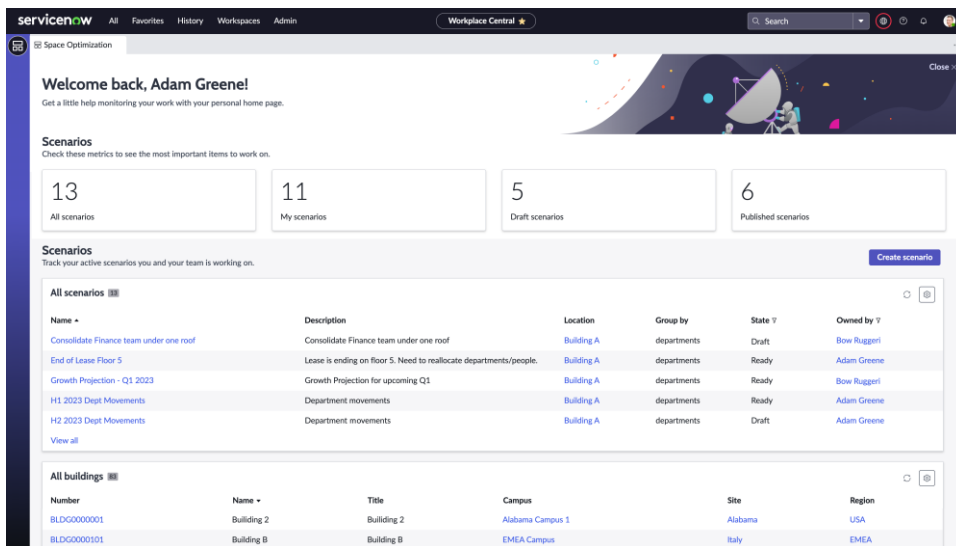 servicenow All Favorites History Workspaces Admin Workplace Central ★ Search
Space Optimization
Close ×
Welcome back, Adam Greene!
Get a little help monitoring your work with your personal home page.
Scenarios
Check these metrics to see the most important items to work on.
13 11 5 6
All scenarios My scenarios Draft scenarios Published scenarios
Scenarios
Track your active scenarios you and your team is working on.
Create scenario
All scenarios 13
Name Description Location Group by State Owned by
Consolidate Finance team under one roof Consolidate Finance team under one roof Building A departments Draft Bow Ruggeri
End of Lease Floor 5 Lease is ending on floor 5. Need to reallocate departments/people. Building A departments Ready Adam Greene
Growth Projection - Q1 2023 Growth Projection for upcoming Q1 Building A departments Ready Bow Ruggeri
H1 2023 Dept Movements Department movements Building A departments Ready Adam Greene
H2 2023 Dept Movements Department movements Building A departments Draft Adam Greene
View all
All buildings 83
Number Name Title Campus Site Region
BLDG0000001 Builiding 2 Builiding 2 Alabama Campus 1 Alabama USA
BLDG0000101 Building B Building B EMEA Campus Italy EMEA